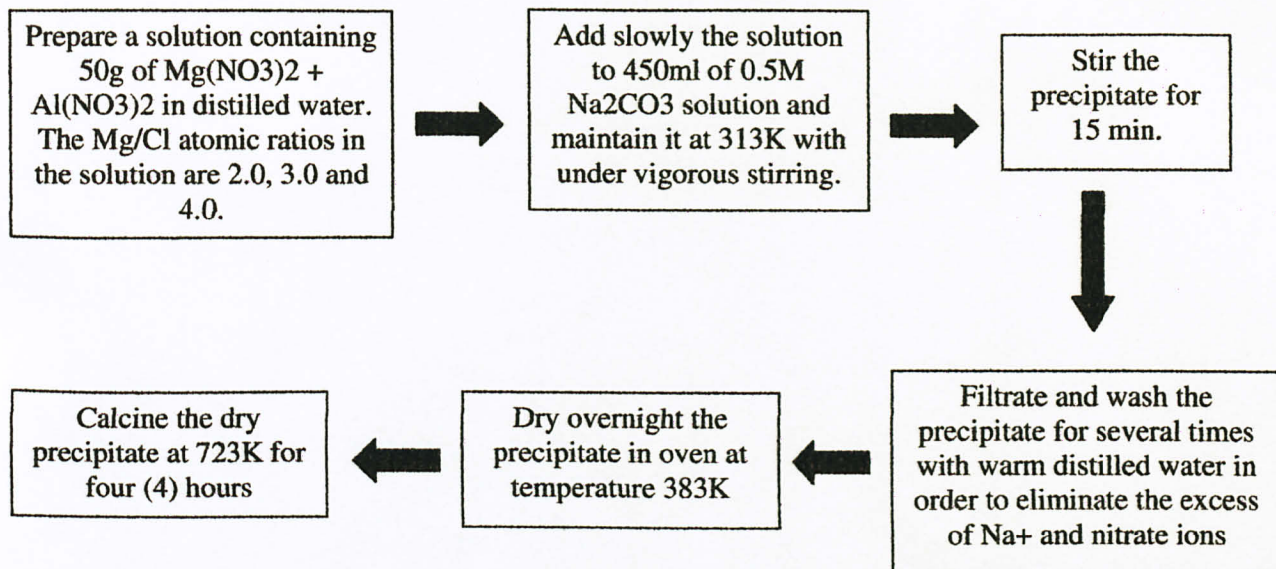 Prepare a solution containing
50g of Mg(NO3)2 +
Al(NO3)2 in distilled water.
The Mg/Cl atomic ratios in
the solution are 2.0, 3.0 and
4.0.
Add slowly the solution
to 450ml of 0.5M
Na2CO3 solution and
maintain it at 313K with
under vigorous stirring.
Stir the
precipitate for
15 min.
Filtrate and wash the
precipitate for several times
with warm distilled water in
order to eliminate the excess
of Na+ and nitrate ions
Dry overnight the
precipitate in oven at
temperature 383K
Calcine the dry
precipitate at 723K for
four (4) hours